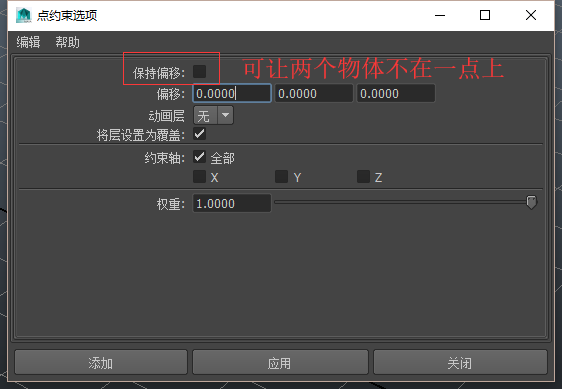 点约束选项
编辑 帮助
保持偏移: 可让两个物体不在一点上
偏移: 0.0000 0.0000 0.0000
动画层 无
将层设置为覆盖:
约束轴: 全部
X Y Z
权重: 1.0000
添加 应用 关闭